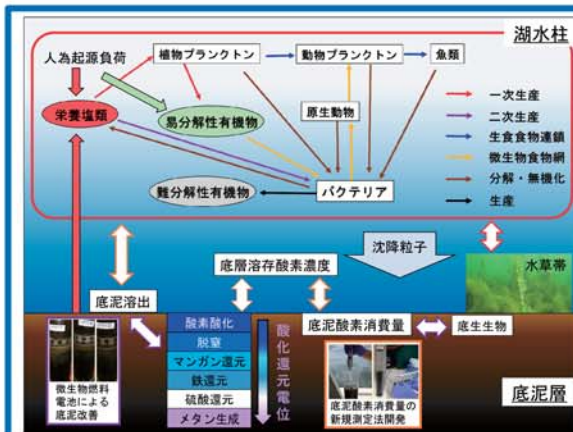 湖水柱
人為起源負荷
植物プランクトン
動物プランクトン
魚類
栄養塩類
易分解性有機物
原生動物
難分解性有機物
バクテリア
一次生産
二次生産
生食食物連鎖
微生物食物網
分解・無機化
生産
沈降粒子
底層溶存酸素濃度
水草帯
底泥溶出
酸素酸化
脱窒
マンガン還元
鉄還元
硫酸還元
メタン生成
酸化還元電位
底泥酸素消費量
底生生物
微生物燃料
電池による
底泥改善
底泥酸素消費量の
新規測定法開発
底泥層